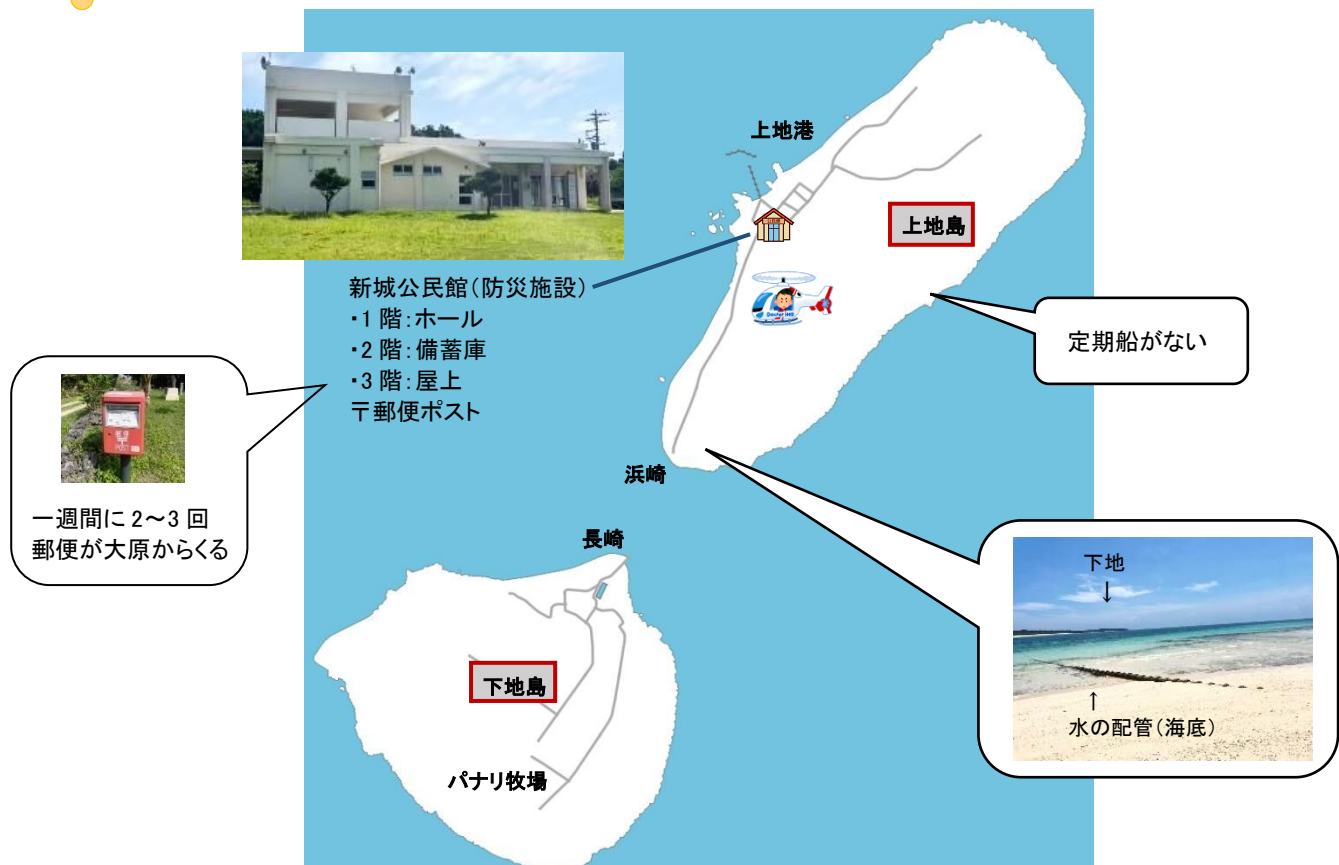 上地港
上地島
新城公民館（防災施設）
・1 階：ホール
・2 階：備蓄庫
・3 階：屋上
〒郵便ポスト
定期船がない
一週間に 2～3 回
郵便が大原からくる
POST
浜崎
長崎
下地島
パナリ牧場
下地
↓
↑
水の配管（海底）